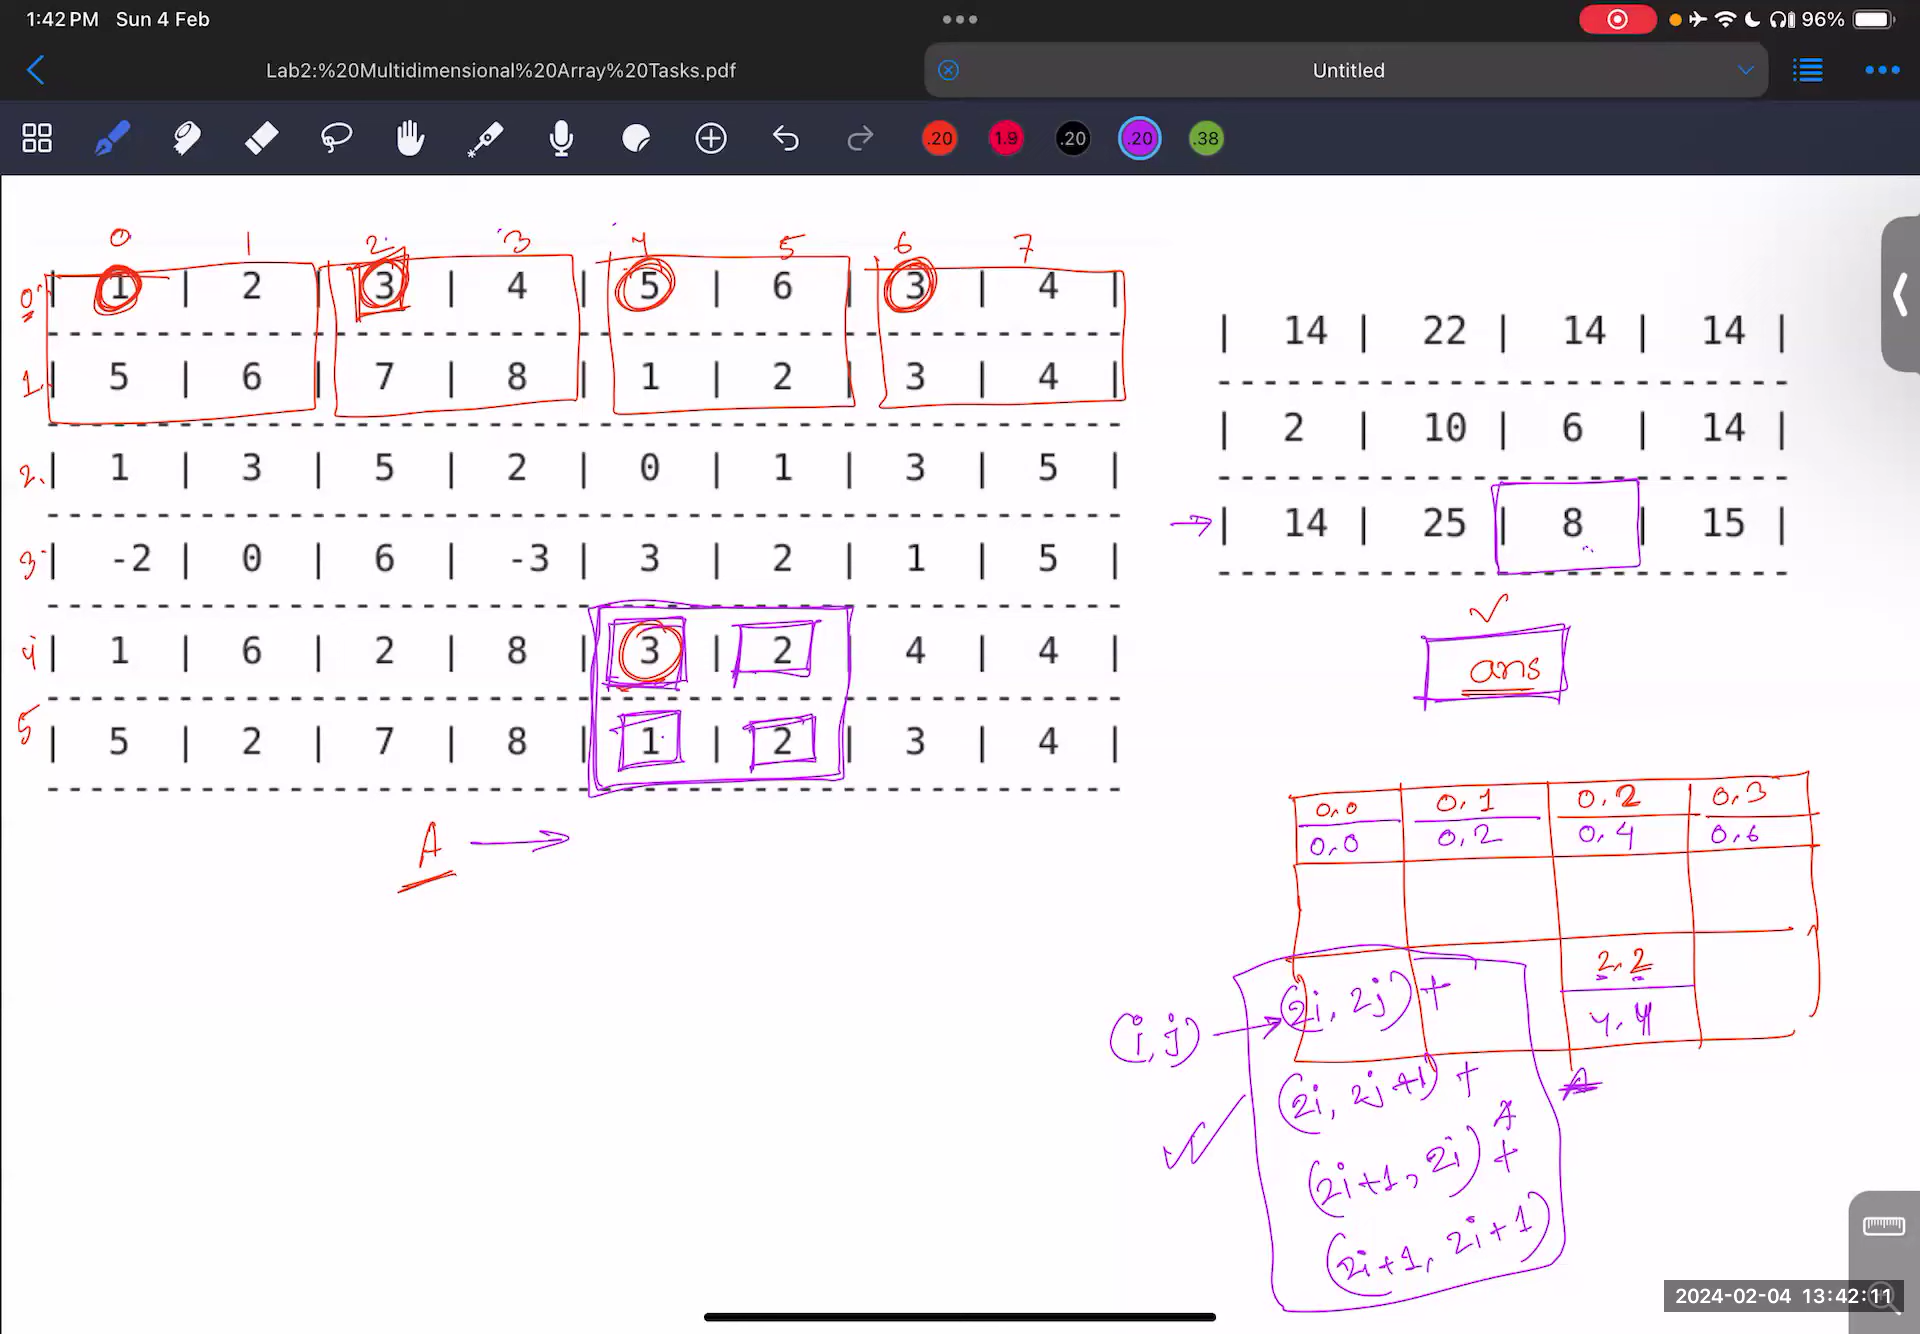 1:42 PM Sun 4 Feb
96%
Lab2:%20Multidimensional%20Array%20Tasks.pdf
Untitled
.20 1.9 .20 .20 .38
0 1 2 3 4 5 6 7
0 | 1 | 2 | 3 | 4 | 5 | 6 | 3 | 4 |
1 | 5 | 6 | 7 | 8 | 1 | 2 | 3 | 4 |
2. | 1 | 3 | 5 | 2 | 0 | 1 | 3 | 5 |
3 | -2 | 0 | 6 | -3 | 3 | 2 | 1 | 5 |
4 | 1 | 6 | 2 | 8 | 3 | 2 | 4 | 4 |
5 | 5 | 2 | 7 | 8 | 1 | 2 | 3 | 4 |
A →
| 14 | 22 | 14 | 14 |
| 2 | 10 | 6 | 14 |
→ | 14 | 25 | 8 | 15 |
ans
0,0 0,1 0,2 0,3
0,0 0,2 0,4 0,6
2,2
4,4
(i,j) → (2i, 2j) +
(2i, 2j+1) +
(2i+1, 2i) +
(2i+1, 2i+1)
2024-02-04 13:42:11